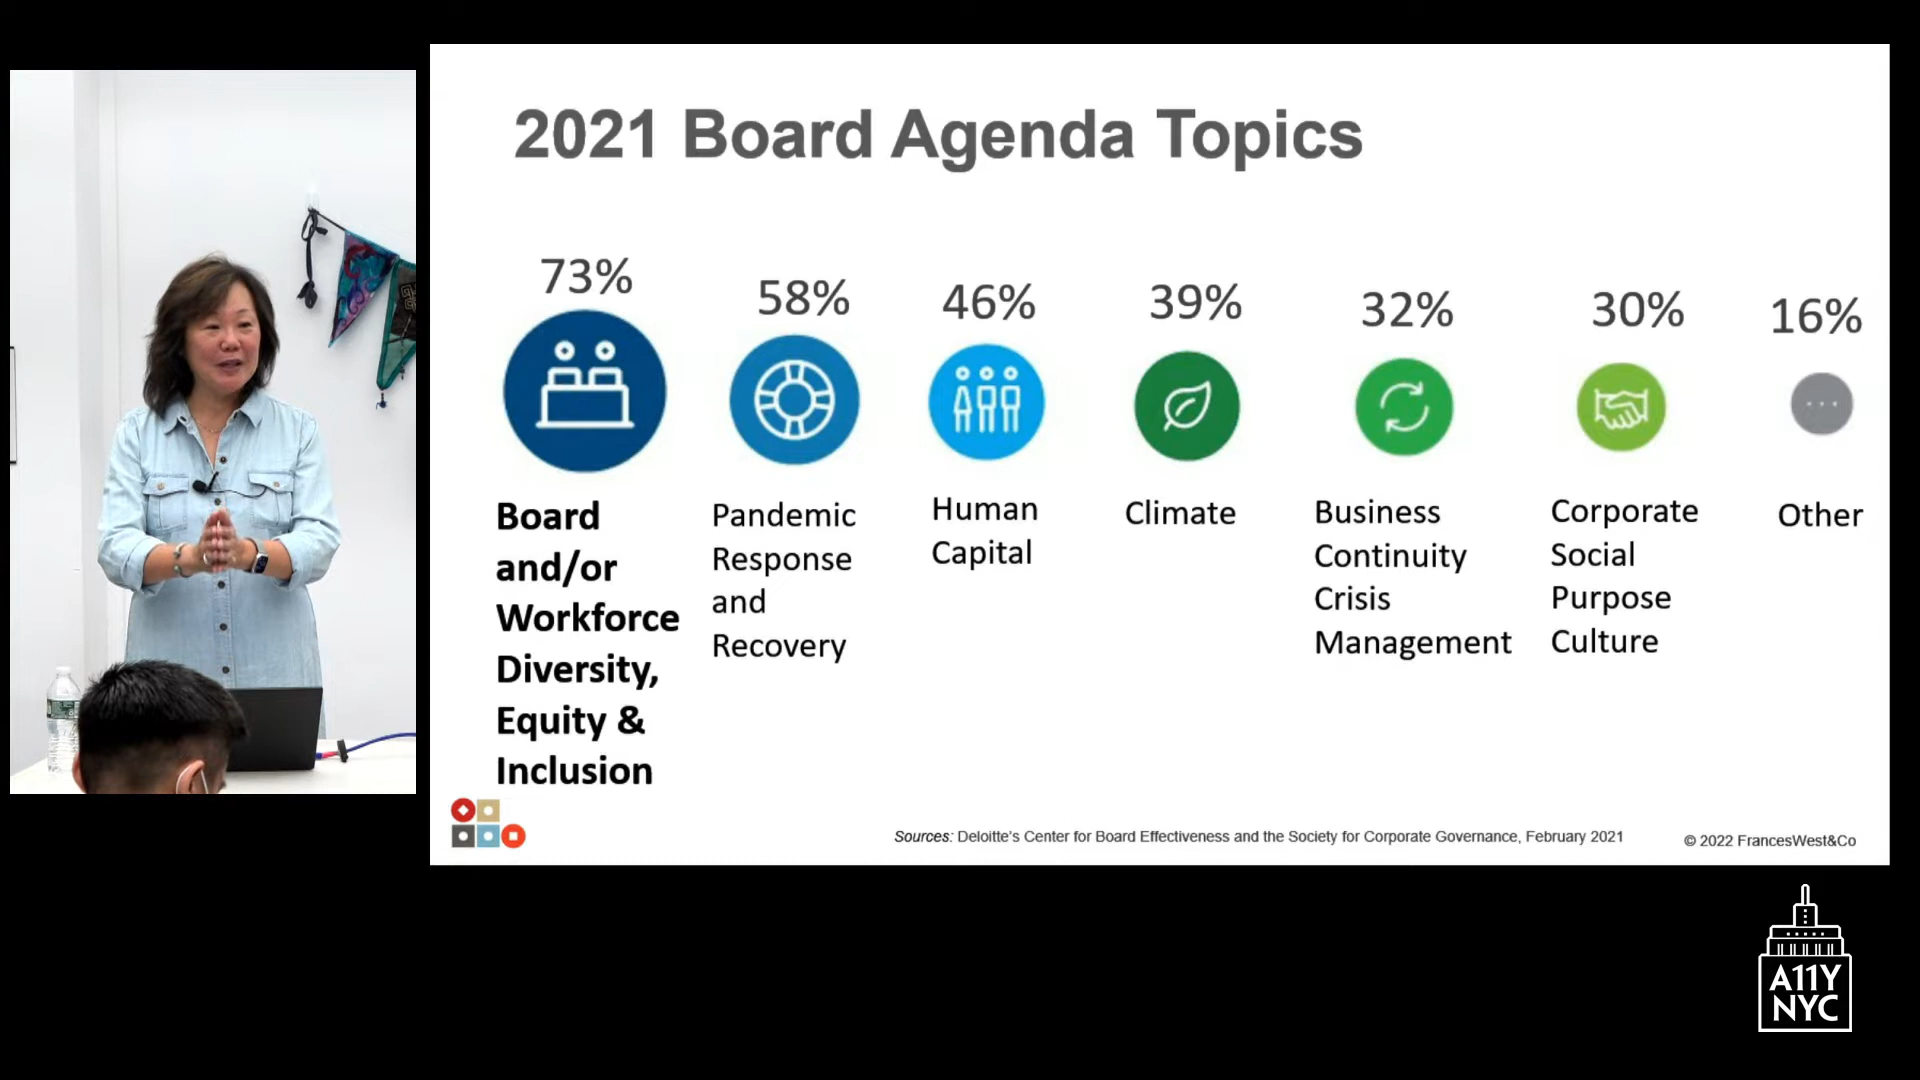 2021 Board Agenda Topics
73%
58%
46%
39%
32%
30%
16%
Board
and/or
Workforce
Diversity,
Equity &
Inclusion
Pandemic
Response
and
Recovery
Human
Capital
Climate
Business
Continuity
Crisis
Management
Corporate
Social
Purpose
Culture
Other
Sources: Deloitte's Center for Board Effectiveness and the Society for Corporate Governance, February 2021
© 2022 FrancesWest&Co
A11Y
NYC